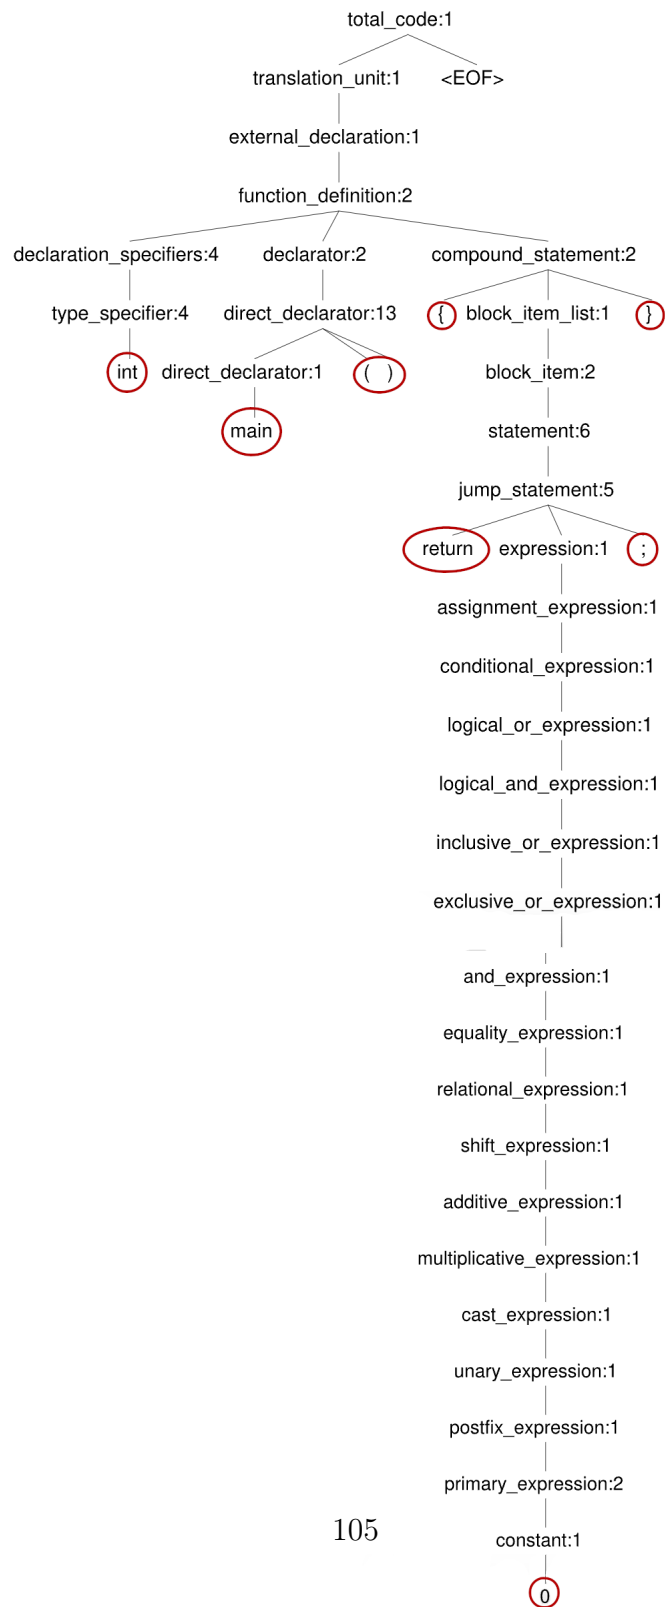 total_code:1
translation_unit:1 <EOF>
external_declaration:1
function_definition:2
declaration_specifiers:4 declarator:2 compound_statement:2
type_specifier:4 direct_declarator:13 { block_item_list:1 }
int direct_declarator:1 ( ) block_item:2
main statement:6
jump_statement:5
return expression:1 ;
assignment_expression:1
conditional_expression:1
logical_or_expression:1
logical_and_expression:1
inclusive_or_expression:1
exclusive_or_expression:1
and_expression:1
equality_expression:1
relational_expression:1
shift_expression:1
additive_expression:1
multiplicative_expression:1
cast_expression:1
unary_expression:1
postfix_expression:1
primary_expression:2
105
constant:1
0